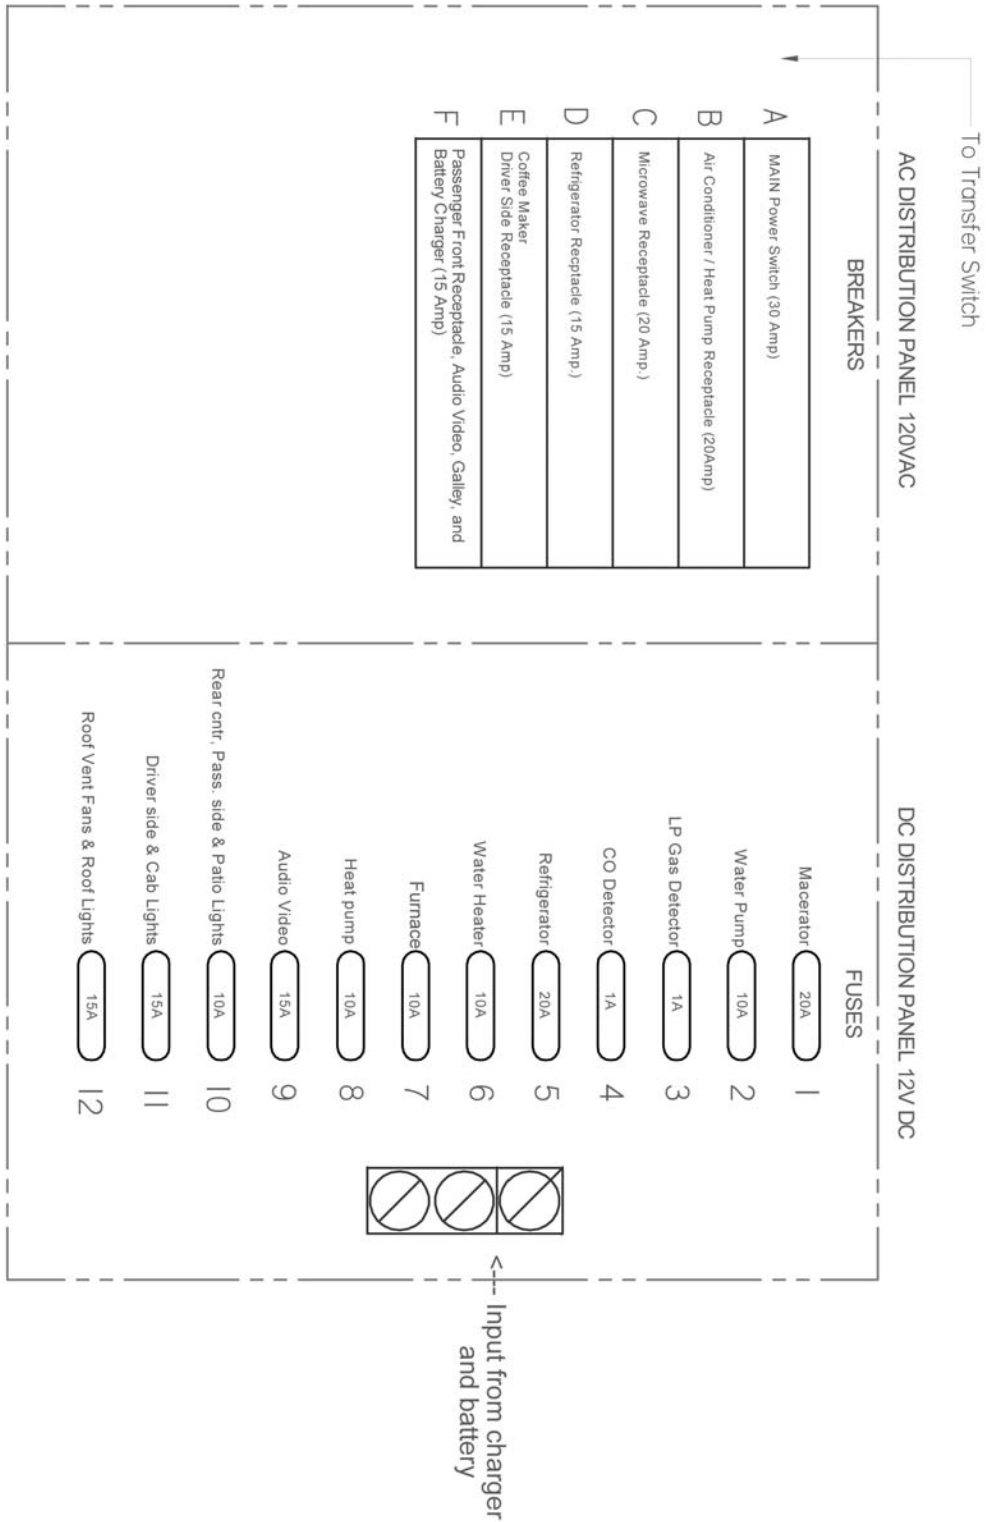 To Transfer Switch
AC DISTRIBUTION PANEL 120VAC
BREAKERS
A
MAIN Power Switch (30 Amp)
B
Air Conditioner / Heat Pump Receptacle (20Amp)
C
Microwave Receptacle (20 Amp.)
D
Refrigerator Recptacle (15 Amp.)
E
Coffee Maker
Driver Side Receptacle (15 Amp)
F
Passenger Front Receptacle, Audio Video, Galley, and
Battery Charger (15 Amp)
DC DISTRIBUTION PANEL 12V DC
FUSES
Macerator 20A 1
Water Pump 10A 2
LP Gas Detector 1A 3
CO Detector 1A 4
Refrigerator 20A 5
Water Heater 10A 6
Furnace 10A 7
Heat pump 10A 8
Audio Video 15A 9
Rear cntr, Pass. side & Patio Lights 10A 10
Driver side & Cab Lights 15A 11
Roof Vent Fans & Roof Lights 15A 12
<--- Input from charger
and battery